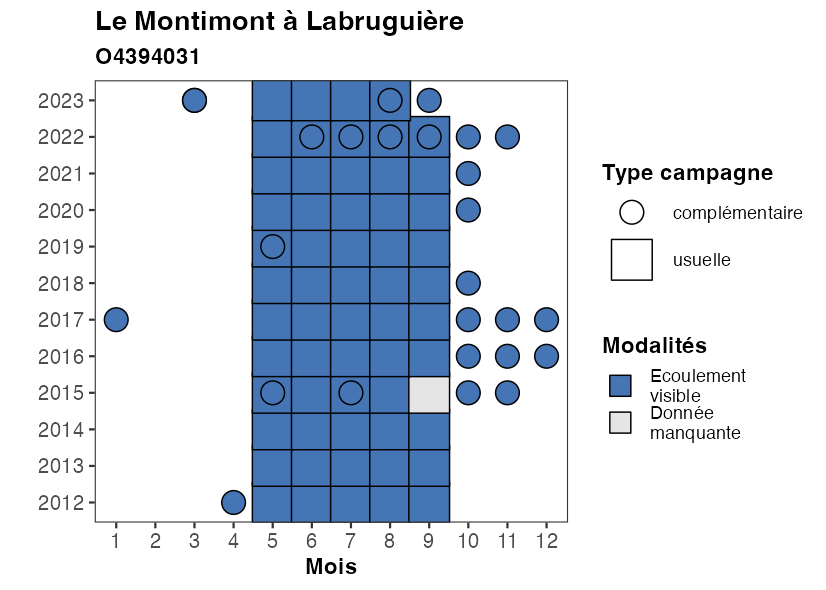 Le Montimont à Labruguière
O4394031
2023
2022
2021
2020
2019
2018
2017
2016
2015
2014
2013
2012
1 2 3 4 5 6 7 8 9 10 11 12
Mois
Type campagne
complémentaire
usuelle
Modalités
Ecoulement
visible
Donnée
manquante